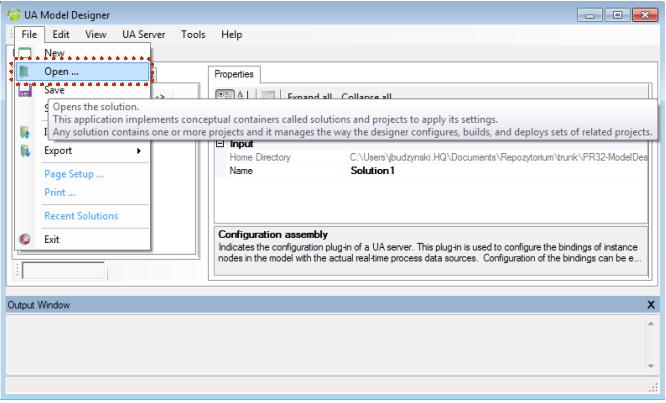 UA Model Designer
File Edit View UA Server Tools Help
New
Open ...
Properties
Save
Expand all Collapse all
Opens the solution.
This application implements conceptual containers called solutions and projects to apply its settings.
Any solution contains one or more projects and it manages the way the designer configures, builds, and deploys sets of related projects.
Input
Export
Home Directory C:\Users\jbudzynski.HQ\Documents\Repozytorium\trunk\PR32-ModelDes
Name Solution1
Page Setup ...
Print ...
Recent Solutions
Exit
Configuration assembly
Indicates the configuration plug-in of a UA server. This plug-in is used to configure the bindings of instance
nodes in the model with the actual real-time process data sources. Configuration of the bindings can be e...
Output Window X